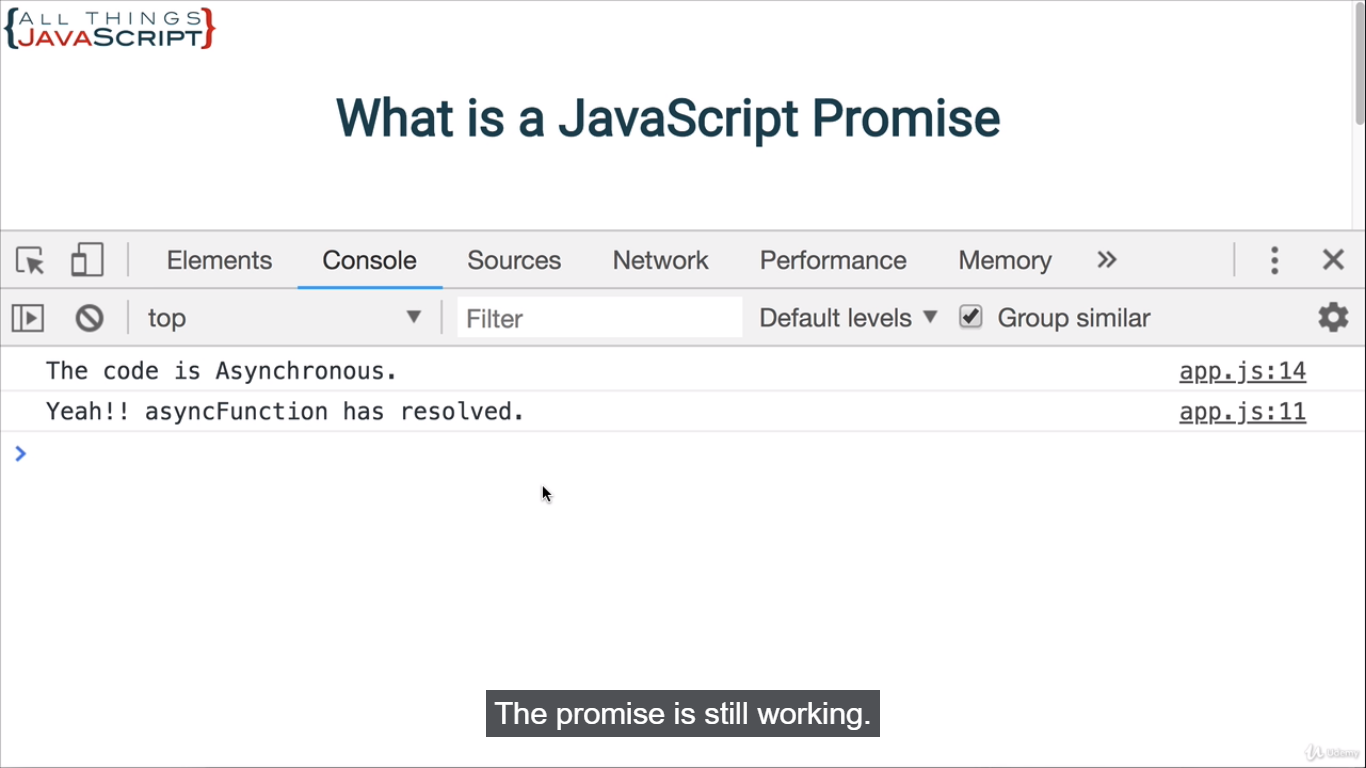 {ALL THINGS
JAVASCRIPT}
What is a JavaScript Promise
Elements Console Sources Network Performance Memory »
top ▼ Filter Default levels ▼ Group similar
The code is Asynchronous. app.js:14
Yeah!! asyncFunction has resolved. app.js:11
>
The promise is still working.
Udemy